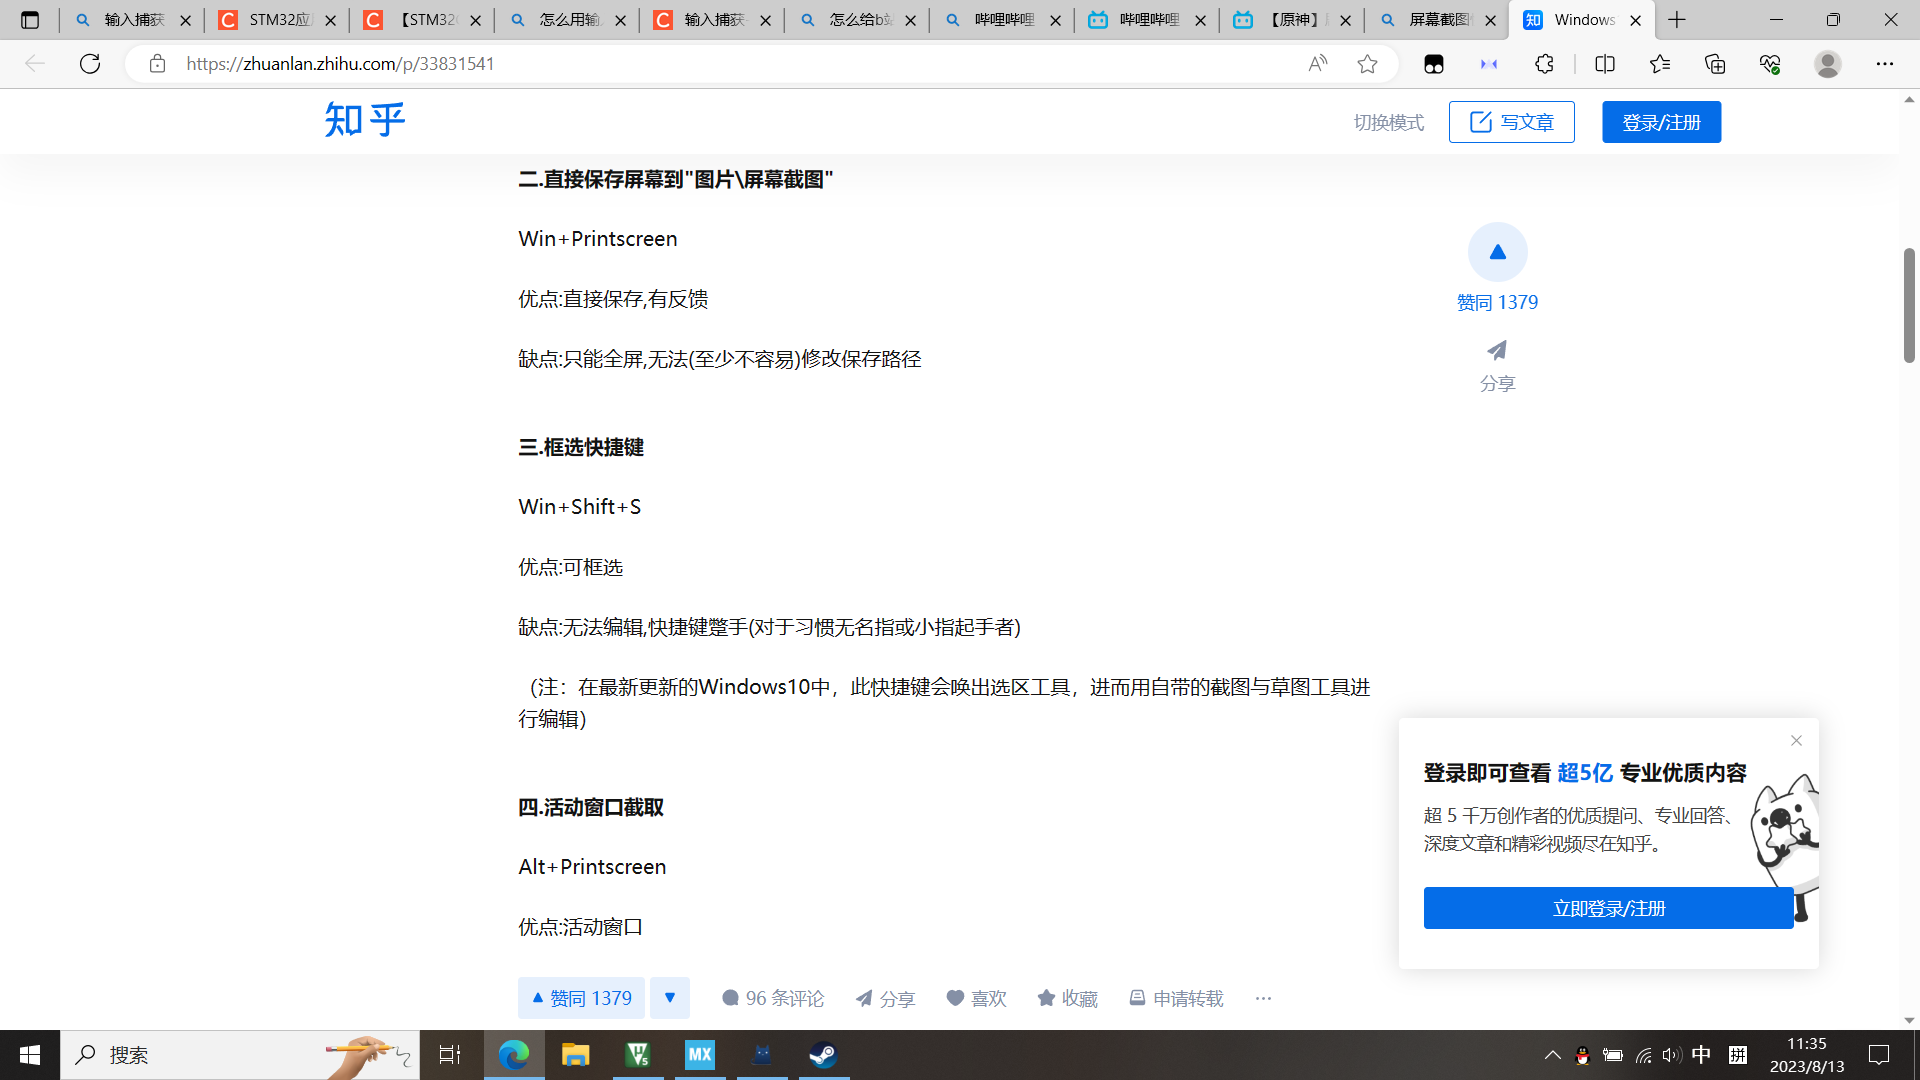 输入捕获
STM32应
【STM32
怎么用输
输入捕获-
怎么给b站
哔哩哔哩
哔哩哔哩
【原神】
屏幕截图
Windows
https://zhuanlan.zhihu.com/p/33831541
知乎
切换模式
写文章
登录/注册
二.直接保存屏幕到"图片\屏幕截图"
Win+Printscreen
优点:直接保存,有反馈
缺点:只能全屏,无法(至少不容易)修改保存路径
赞同 1379
分享
三.框选快捷键
Win+Shift+S
优点:可框选
缺点:无法编辑,快捷键蹩手(对于习惯无名指或小指起手者)
（注：在最新更新的Windows10中，此快捷键会唤出选区工具，进而用自带的截图与草图工具进
行编辑）
四.活动窗口截取
Alt+Printscreen
优点:活动窗口
登录即可查看 超5亿 专业优质内容
超 5 千万创作者的优质提问、专业回答、
深度文章和精彩视频尽在知乎。
立即登录/注册
赞同 1379
96 条评论
分享
喜欢
收藏
申请转载
搜索
中
拼
11:35
2023/8/13